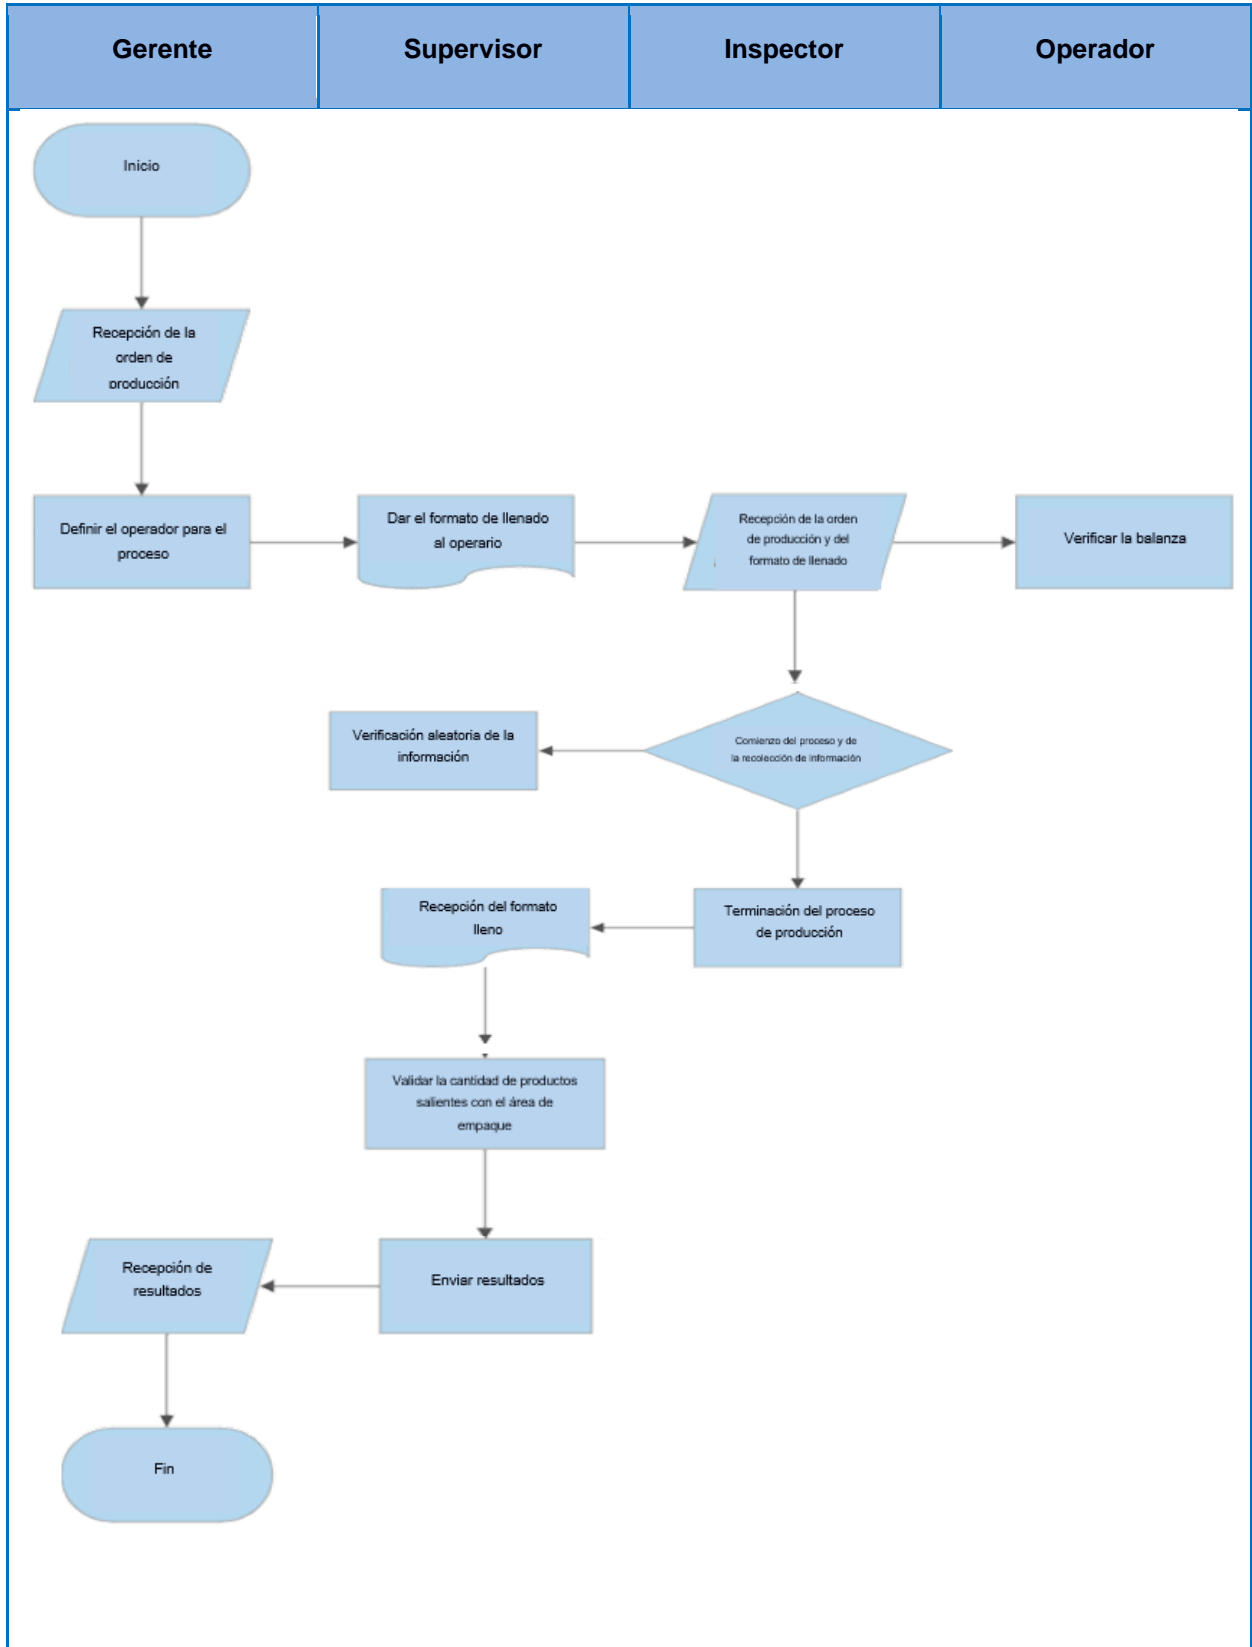 Gerente
Supervisor
Inspector
Operador
Inicio
Recepción de la
orden de
producción
Definir el operador para el
proceso
Dar el formato de llenado
al operario
Recepción de la orden
de producción y del
formato de llenado
Verificar la balanza
Verificación aleatoria de la
información
Comienzo del proceso y de
la recolección de información
Recepción del formato
lleno
Terminación del proceso
de producción
Validar la cantidad de productos
salientes con el área de
empaque
Recepción de
resultados
Enviar resultados
Fin